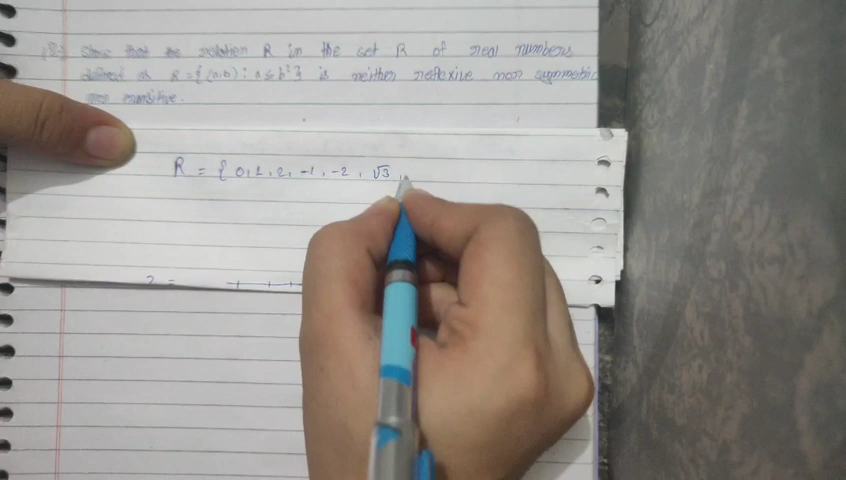 Show that the relation R in the set R of real numbers
defined as R = { (a,b) : a ≤ b² } is neither reflexive nor symmetric
nor transitive.
R = { 0, 1, 2, -1, -2, √3 ,
2 =